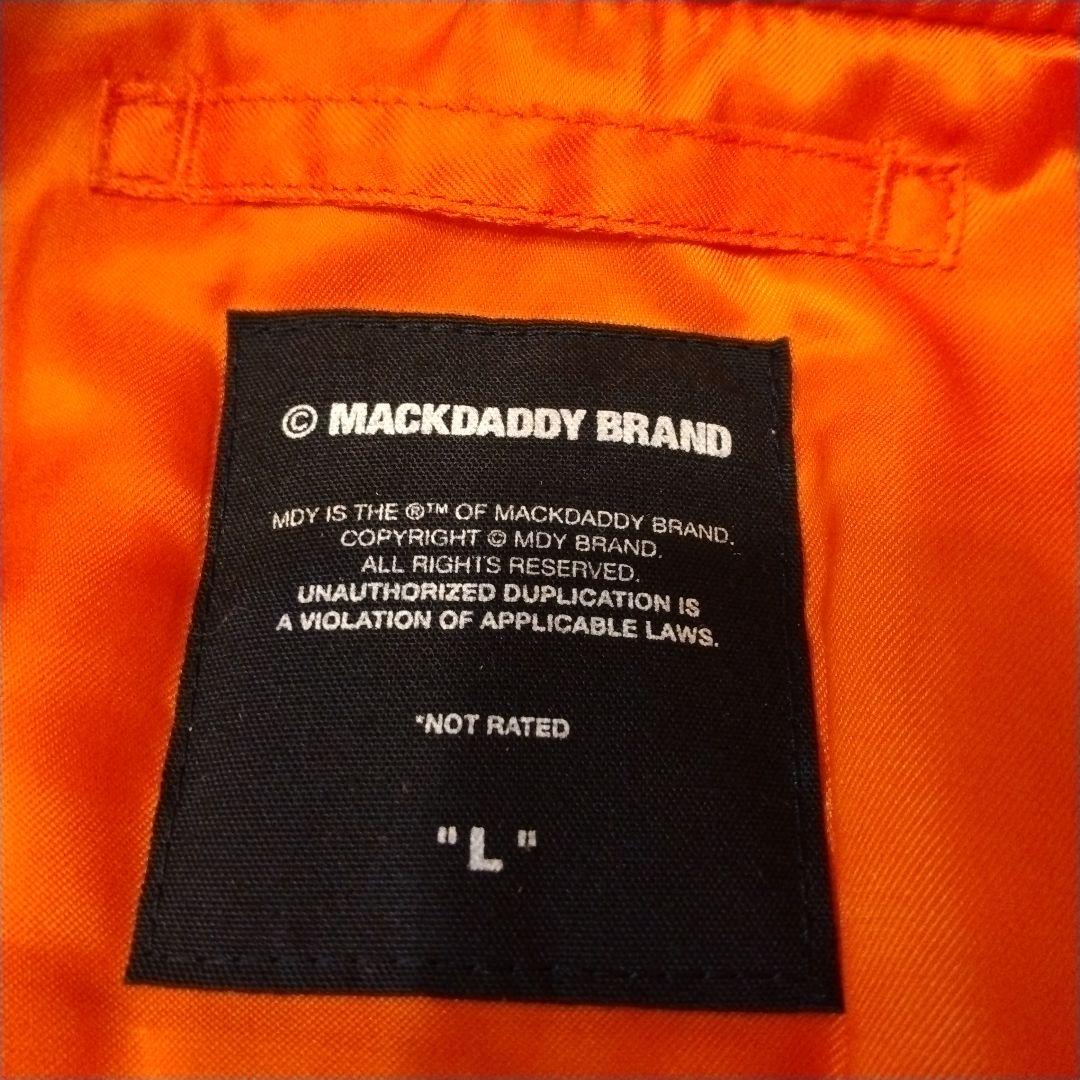 © MACKDADDY BRAND
MDY IS THE ®™ OF MACKDADDY BRAND.
COPYRIGHT © MDY BRAND.
ALL RIGHTS RESERVED.
UNAUTHORIZED DUPLICATION IS
A VIOLATION OF APPLICABLE LAWS.
*NOT RATED
"L"